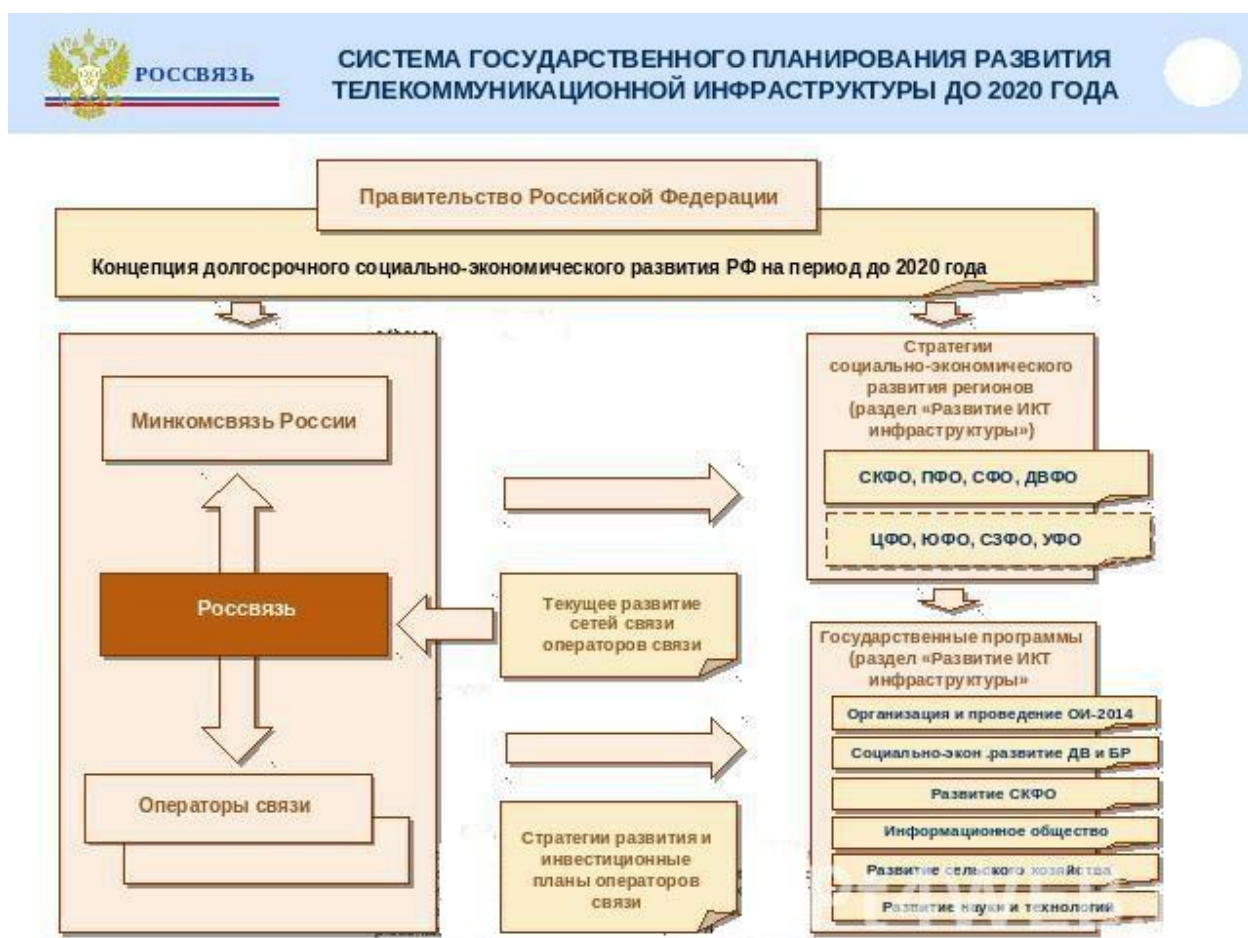 РОССВЯЗЬ
СИСТЕМА ГОСУДАРСТВЕННОГО ПЛАНИРОВАНИЯ РАЗВИТИЯ
ТЕЛЕКОММУНИКАЦИОННОЙ ИНФРАСТРУКТУРЫ ДО 2020 ГОДА
Правительство Российской Федерации
Концепция долгосрочного социально-экономического развития РФ на период до 2020 года
Минкомсвязь России
Россвязь
Операторы связи
Текущее развитие
сетей связи
операторов связи
Стратегии развития и
инвестиционные
планы операторов
связи
Стратегии
социально-экономического
развития регионов
(раздел «Развитие ИКТ
инфраструктуры»)
СКФО, ПФО, СФО, ДВФО
ЦФО, ЮФО, СЗФО, УФО
Государственные программы
(раздел «Развитие ИКТ
инфраструктуры»
Организация и проведение ОИ-2014
Социально-экон .развитие ДВ и БР
Развитие СКФО
Информационное общество
Развитие сельского хозяйства
Развитие науки и технологий